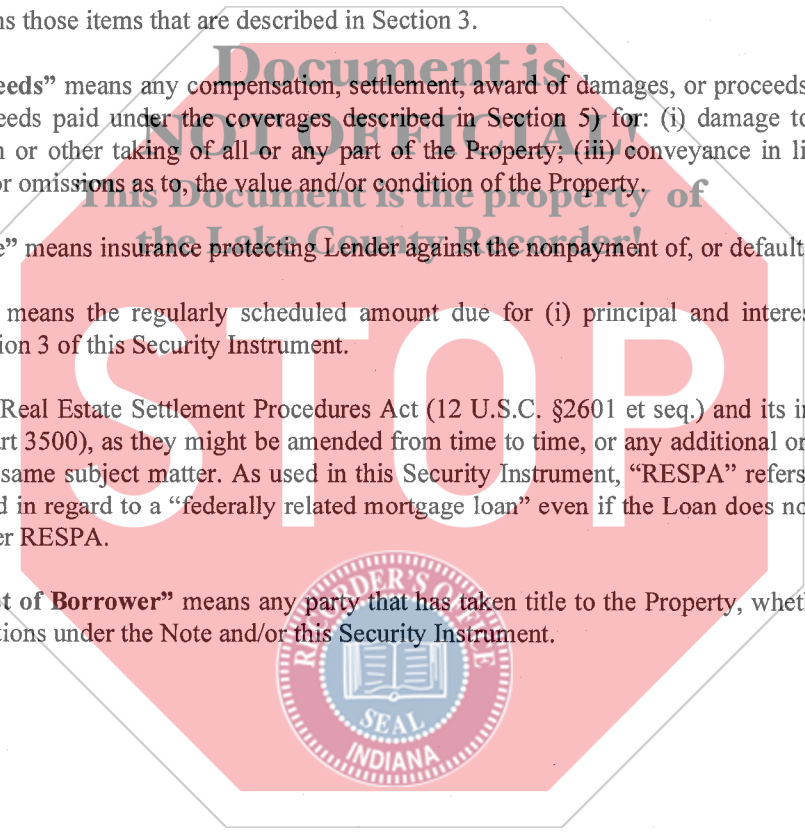 ns those items that are described in Section 3.
Document is
eeds” means any compensation, settlement, award of damages, or proceeds
eeds paid under the coverages described in Section 5) for: (i) damage to
NOT OFFICIAL!
n or other taking of all or any part of the Property; (iii) conveyance in li
or omissions as to, the value and/or condition of the Property.
This Document is the property of
the Lake County Recorder!
e” means insurance protecting Lender against the nonpayment of, or default
means the regularly scheduled amount due for (i) principal and interes
ion 3 of this Security Instrument.
STOP
Real Estate Settlement Procedures Act (12 U.S.C. §2601 et seq.) and its i
art 3500), as they might be amended from time to time, or any additional or
same subject matter. As used in this Security Instrument, “RESPA” refers
d in regard to a “federally related mortgage loan” even if the Loan does no
er RESPA.
st of Borrower” means any party that has taken title to the Property, wheth
tions under the Note and/or this Security Instrument.
RECORDER'S OFFICE
SEAL
INDIANA